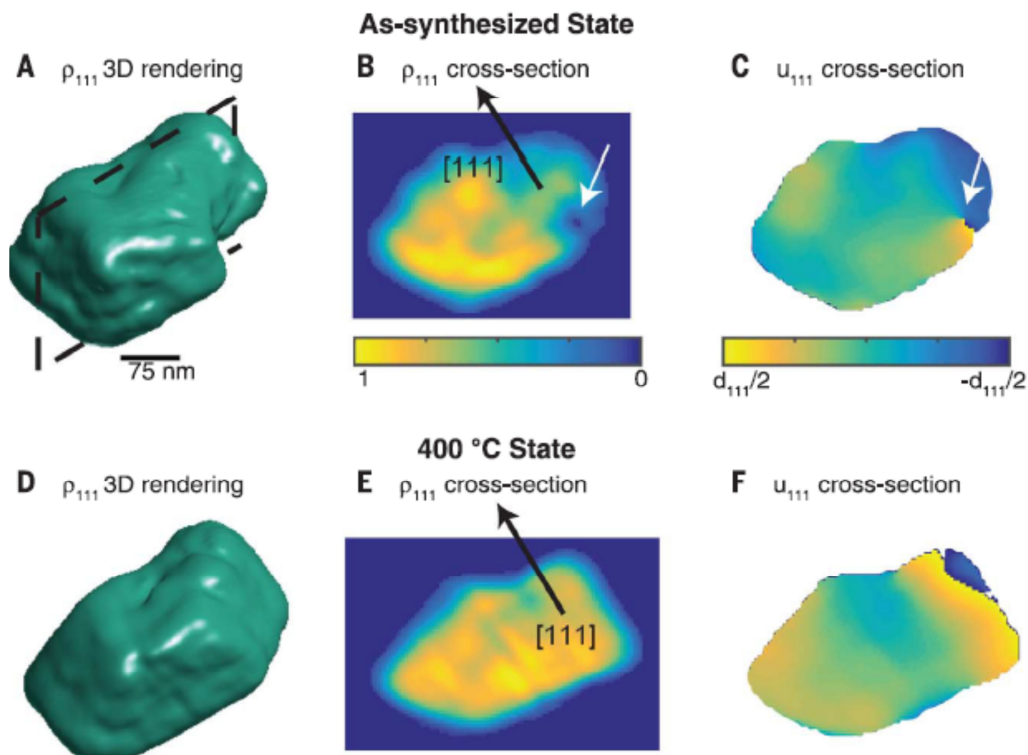 As-synthesized State
A ρ111 3D rendering
B ρ111 cross-section
C u111 cross-section
[111]
75 nm
1 0
d111/2 -d111/2
400 °C State
D ρ111 3D rendering
E ρ111 cross-section
F u111 cross-section
[111]